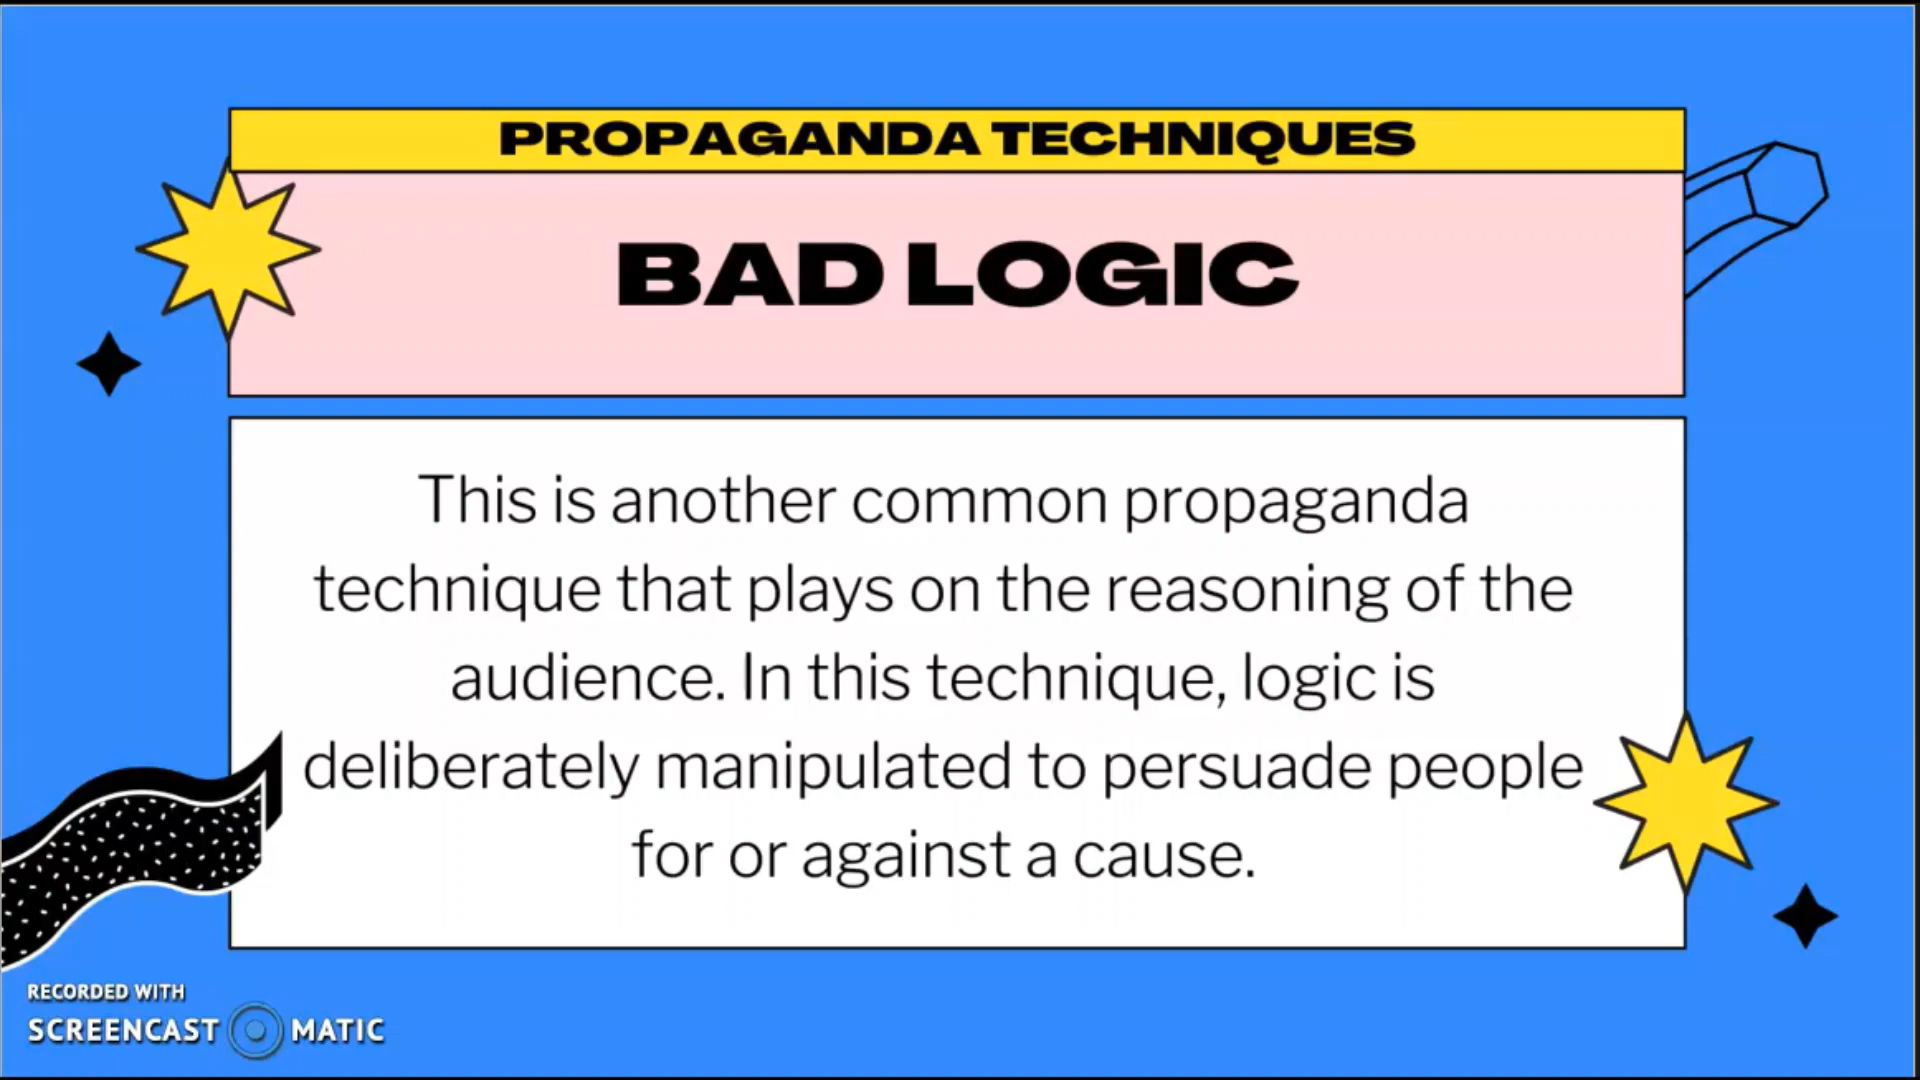 PROPAGANDA TECHNIQUES
BAD LOGIC
This is another common propaganda
technique that plays on the reasoning of the
audience. In this technique, logic is
deliberately manipulated to persuade people
for or against a cause.
RECORDED WITH
SCREENCAST MATIC